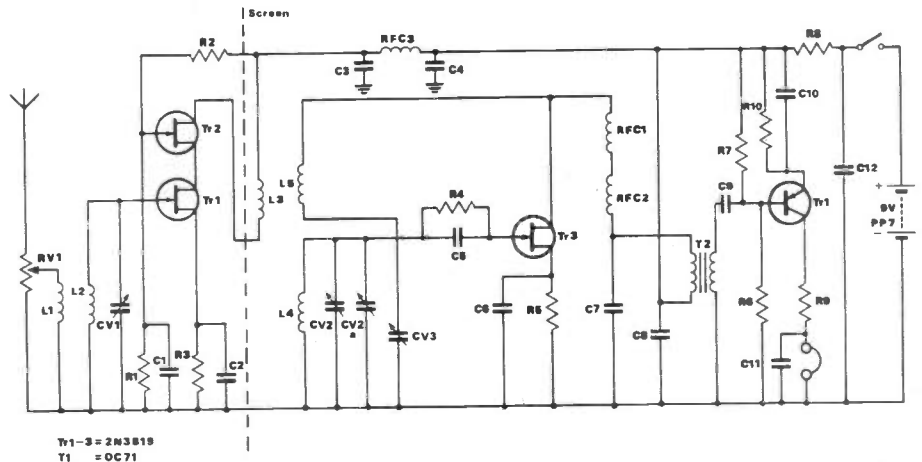 Screen
R2
RFC3
C3
C4
R8
C10
R10
R7
C12
Tr2
Tr1
RFC1
RFC2
L3
L5
R4
C5
Tr3
C9
Tr1
+
9V
PP7
-
RV1
L1
L2
CV1
R1
C1
R3
C2
L4
CV2
CV2
a
CV3
C6
R5
C7
T2
C8
R6
R9
C11
Tr1-3=2N3819
T1 =OC71